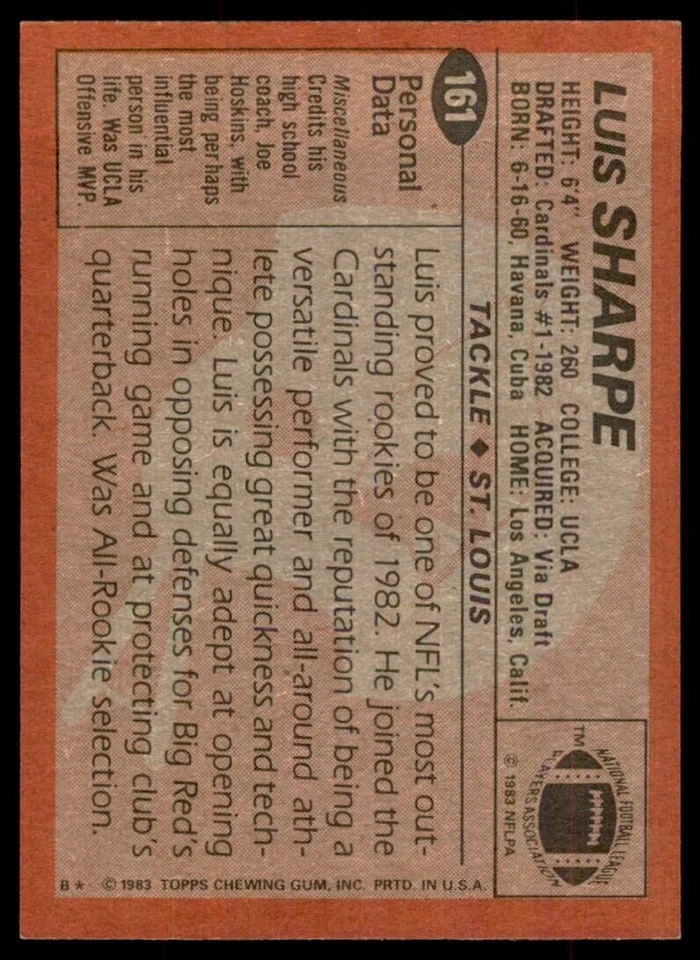 LUIS SHARPE
HEIGHT: 6'4" WEIGHT: 260 COLLEGE: UCLA
DRAFTED: Cardinals #1-1982 ACQUIRED: Via Draft
BORN: 6-16-60, Havana, Cuba HOME: Los Angeles, Calif.
NATIONAL FOOTBALL LEAGUE
PLAYERS ASSOCIATION
TM
© 1983 NFLPA
161
TACKLE ♦ ST. LOUIS
Personal
Data
Miscellaneous
Credits his
high school
coach, Joe
Hoskins, with
being perhaps
the most
influential
person in his
life. Was UCLA
Offensive MVP.
Luis proved to be one of NFL's most out-
standing rookies of 1982. He joined the
Cardinals with the reputation of being a
versatile performer and all-around ath-
lete possessing great quickness and tech-
nique. Luis is equally adept at opening
holes in opposing defenses for Big Red's
running game and at protecting club's
quarterback. Was All-Rookie selection.
B* © 1983 TOPPS CHEWING GUM, INC. PRTD. IN U.S.A.